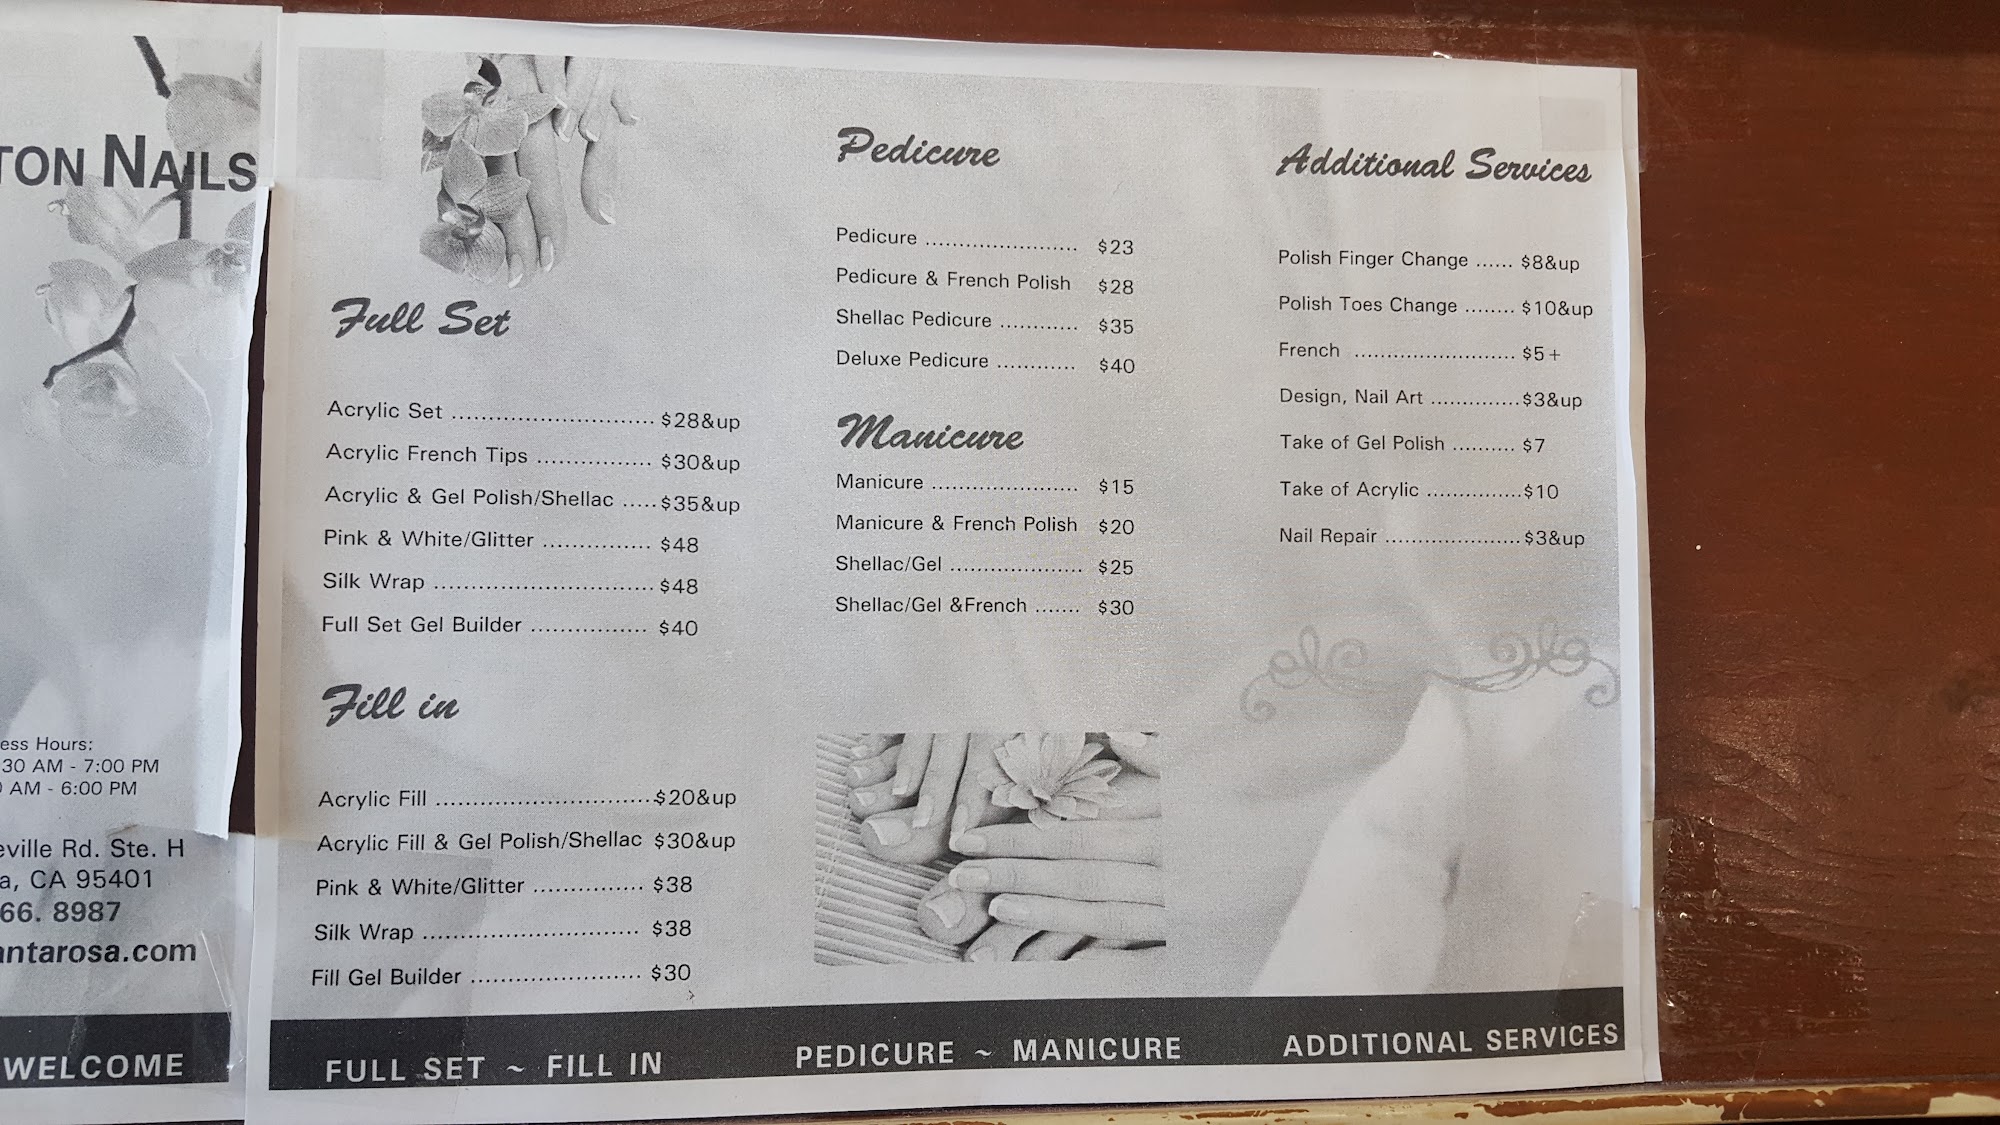 TON NAILS
ess Hours:
30 AM - 7:00 PM
AM - 6:00 PM
eville Rd. Ste. H
a, CA 95401
66. 8987
antarosa.com
WELCOME
Full Set
Acrylic Set ........................... $28&up
Acrylic French Tips ................ $30&up
Acrylic & Gel Polish/Shellac ..... $35&up
Pink & White/Glitter ............... $48
Silk Wrap .............................. $48
Full Set Gel Builder ................ $40
Fill in
Acrylic Fill ..............................$20&up
Acrylic Fill & Gel Polish/Shellac $30&up
Pink & White/Glitter ............... $38
Silk Wrap ............................. $38
Fill Gel Builder ....................... $30
Pedicure
Pedicure ....................... $23
Pedicure & French Polish $28
Shellac Pedicure ............ $35
Deluxe Pedicure ............ $40
Manicure
Manicure ...................... $15
Manicure & French Polish $20
Shellac/Gel .................... $25
Shellac/Gel &French ....... $30
Additional Services
Polish Finger Change ...... $8&up
Polish Toes Change ........ $10&up
French ......................... $5+
Design, Nail Art ..............$3&up
Take of Gel Polish .......... $7
Take of Acrylic ...............$10
Nail Repair .....................$3&up
FULL SET ~ FILL IN
PEDICURE ~ MANICURE
ADDITIONAL SERVICES